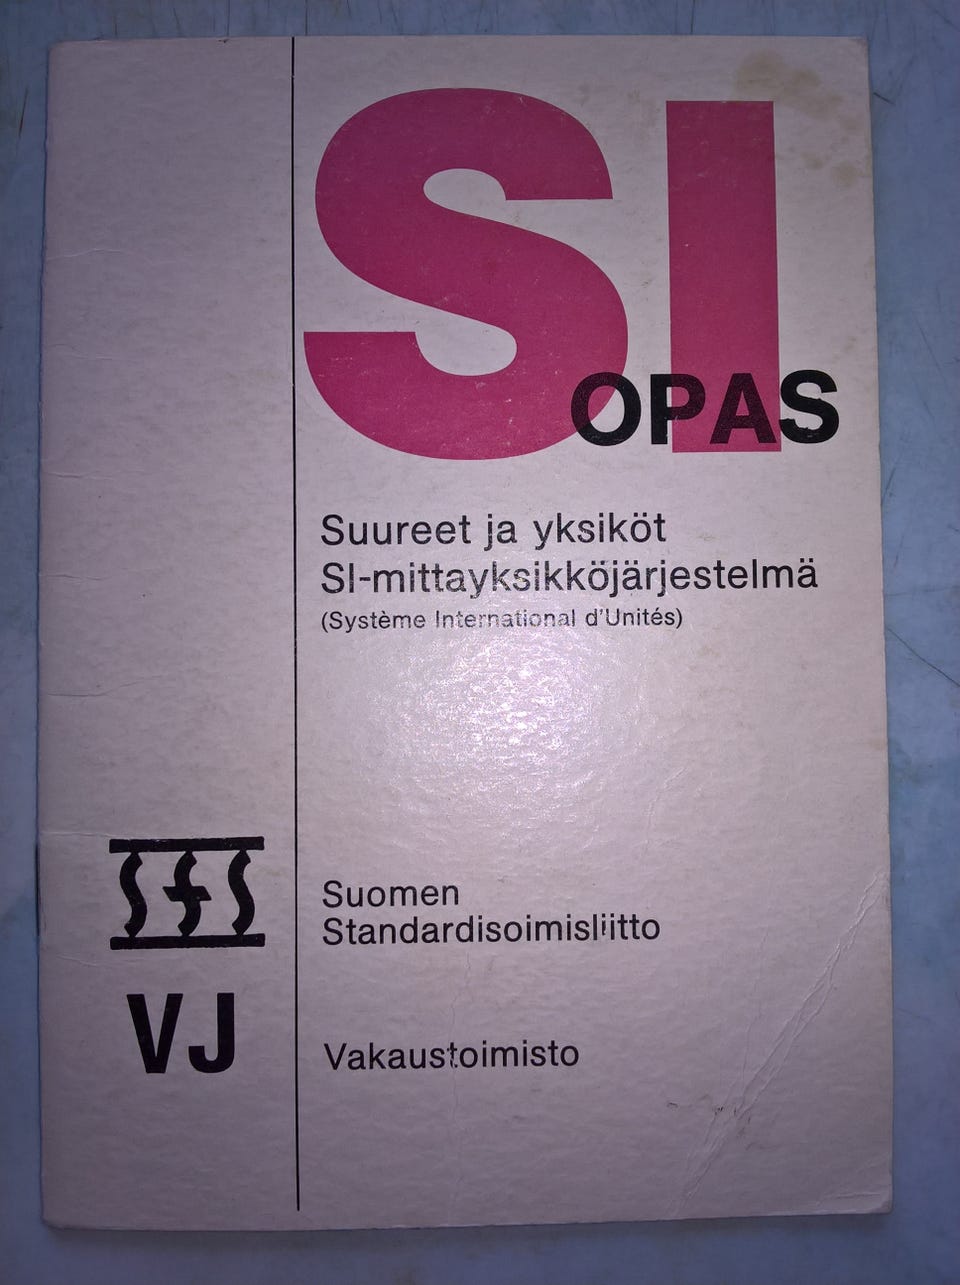 SI
OPAS
Suureet ja yksiköt
SI-mittayksikköjärjestelmä
(Système International d'Unités)
SFS
Suomen
Standardisoimisliitto
VJ
Vakaustoimisto